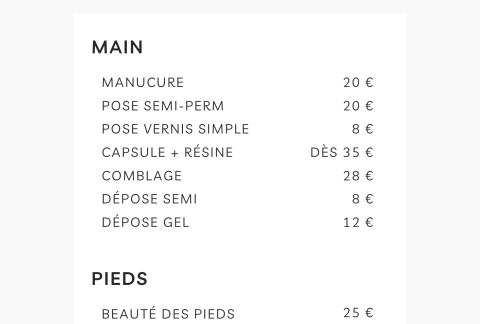 MAIN
MANUCURE 20 €
POSE SEMI-PERM 20 €
POSE VERNIS SIMPLE 8 €
CAPSULE + RÉSINE DÈS 35 €
COMBLAGE 28 €
DÉPOSE SEMI 8 €
DÉPOSE GEL 12 €
PIEDS
BEAUTÉ DES PIEDS 25 €